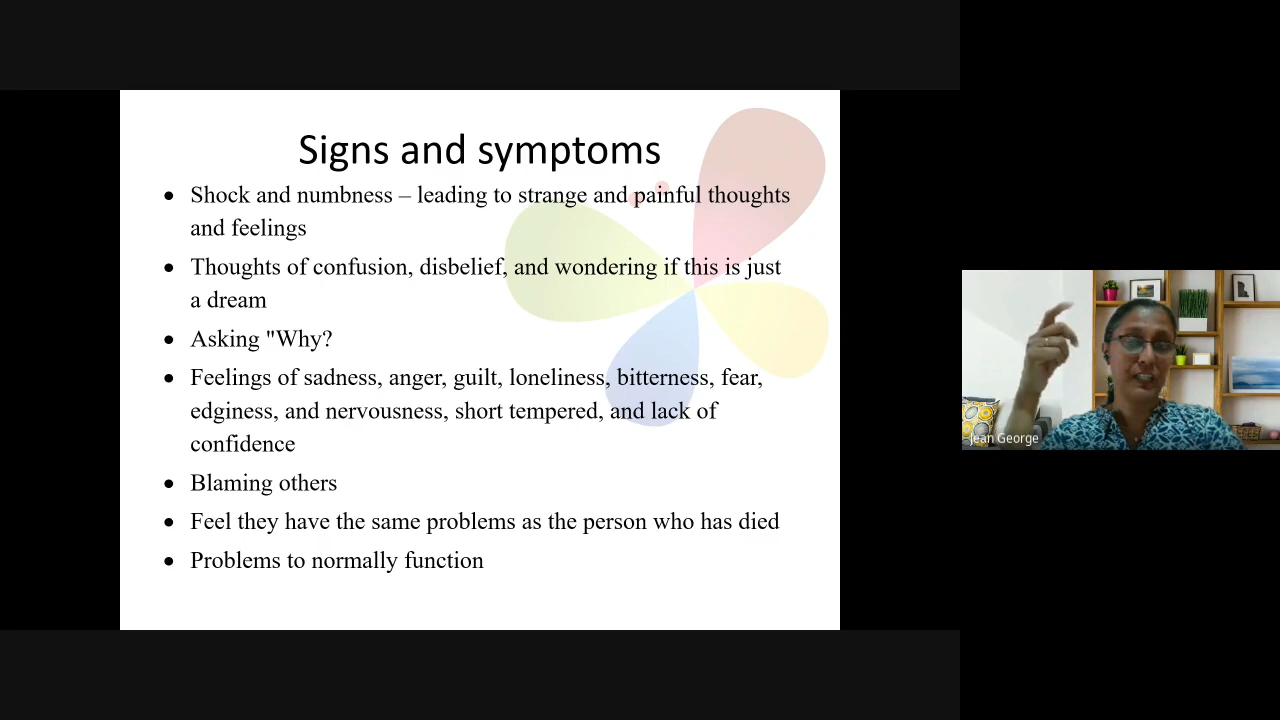 Signs and symptoms
• Shock and numbness – leading to strange and painful thoughts
and feelings
• Thoughts of confusion, disbelief, and wondering if this is just
a dream
• Asking "Why?
• Feelings of sadness, anger, guilt, loneliness, bitterness, fear,
edginess, and nervousness, short tempered, and lack of
confidence
• Blaming others
• Feel they have the same problems as the person who has died
• Problems to normally function
Jean George